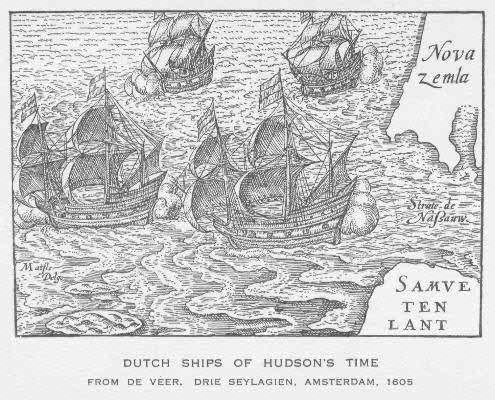 Nova
Zemla
Strate de
Nassauw.
SAMVE
TEN
LANT
DUTCH SHIPS OF HUDSON'S TIME
FROM DE VEER. DRIE SEYLAGIEN, AMSTERDAM, 1605